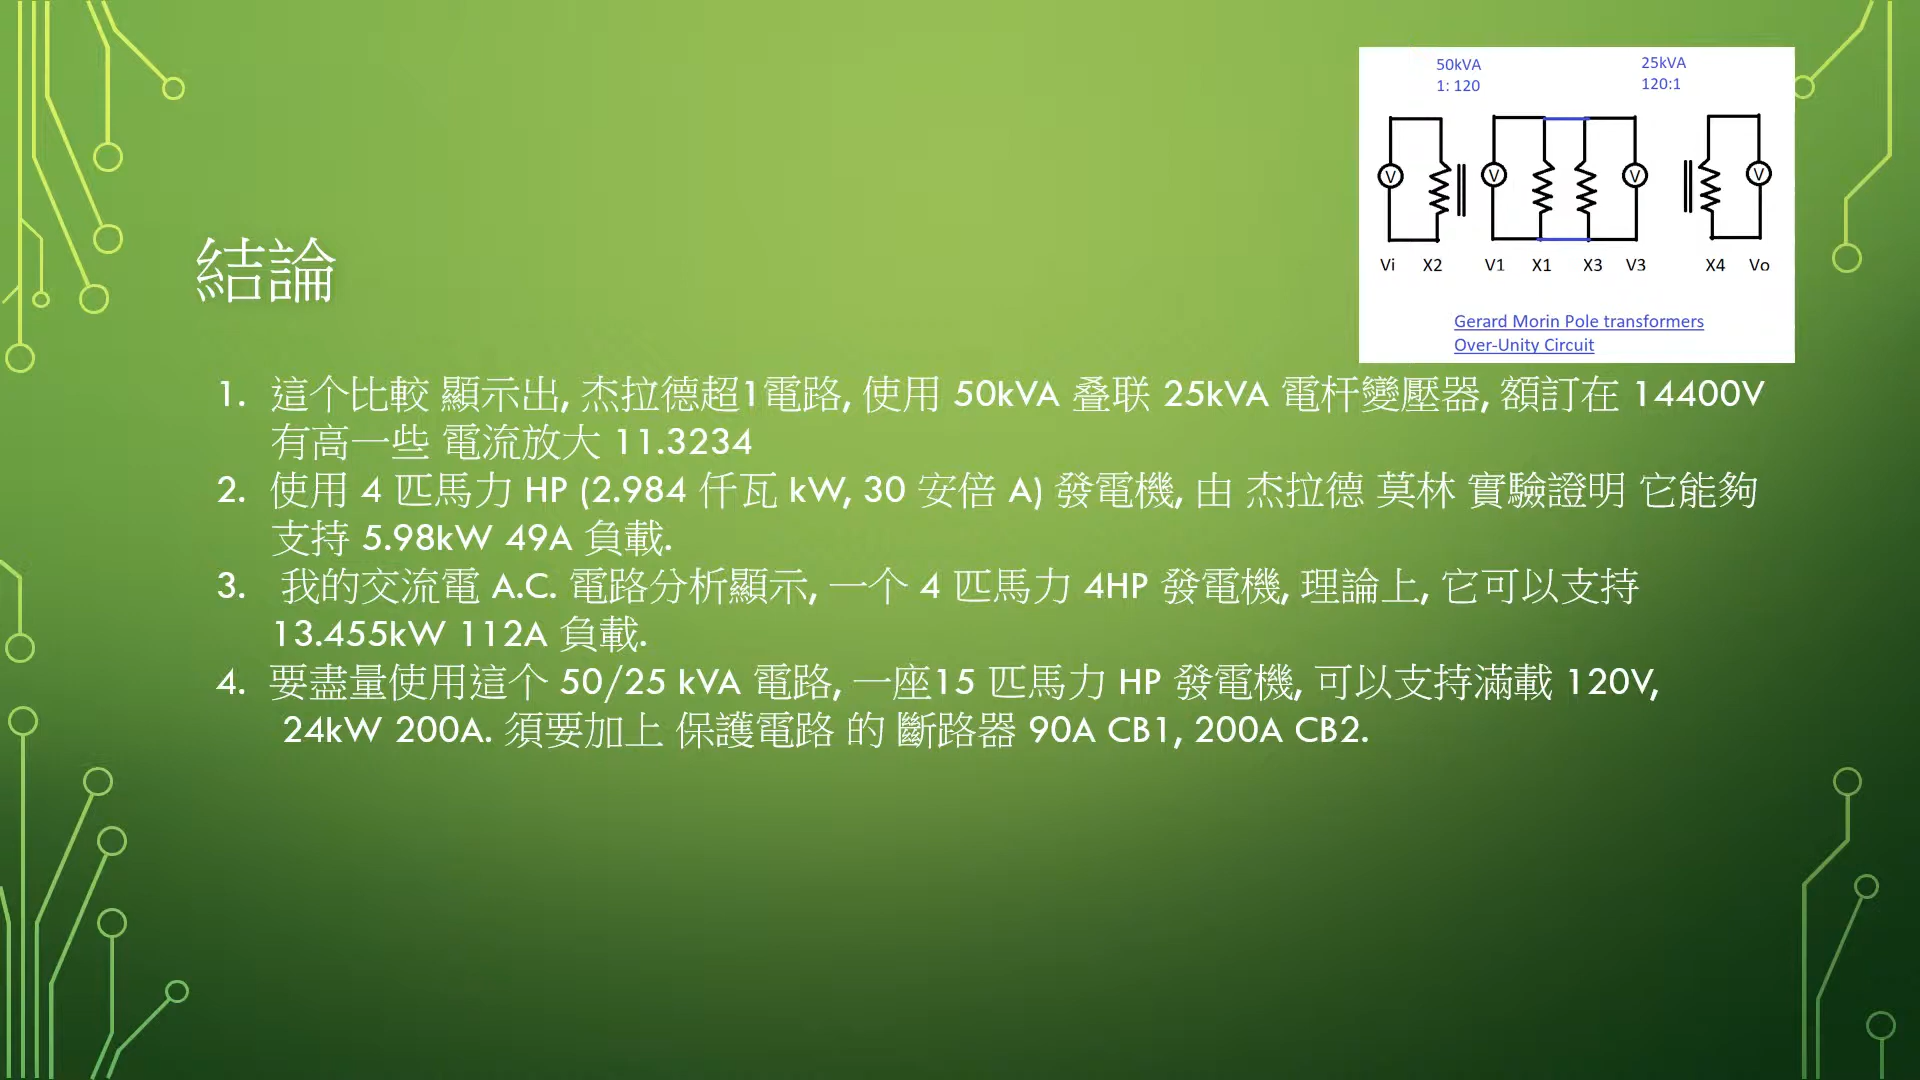 50kVA
1: 120
25kVA
120:1
V V V V
Vi X2 V1 X1 X3 V3 X4 Vo
Gerard Morin Pole transformers
Over-Unity Circuit
結論
1. 這个比較 顯示出, 杰拉德超1電路, 使用 50kVA 叠联 25kVA 電杆變壓器, 額訂在 14400V
有高一些 電流放大 11.3234
2. 使用 4 匹馬力 HP (2.984 仟瓦 kW, 30 安倍 A) 發電機, 由 杰拉德 莫林 實驗證明 它能夠
支持 5.98kW 49A 負載.
3. 我的交流電 A.C. 電路分析顯示, 一个 4 匹馬力 4HP 發電機, 理論上, 它可以支持
13.455kW 112A 負載.
4. 要盡量使用這个 50/25 kVA 電路, 一座15 匹馬力 HP 發電機, 可以支持滿載 120V,
24kW 200A. 須要加上 保護電路 的 斷路器 90A CB1, 200A CB2.